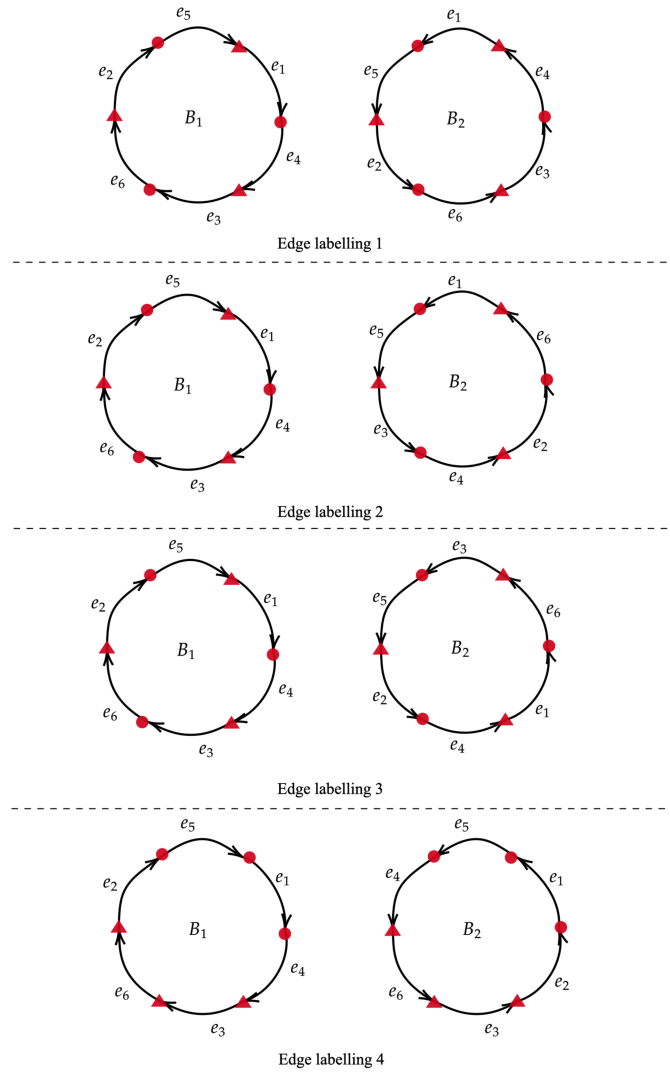 e₅ e₁
e₂ e₁ e₅ e₄
B₁ B₂
e₆ e₄ e₂ e₃
e₃ e₆
Edge labelling 1
e₅ e₁
e₂ e₁ e₅ e₆
B₁ B₂
e₆ e₄ e₃ e₂
e₃ e₄
Edge labelling 2
e₅ e₃
e₂ e₁ e₅ e₆
B₁ B₂
e₆ e₄ e₂ e₁
e₃ e₄
Edge labelling 3
e₅ e₅
e₂ e₁ e₄ e₁
B₁ B₂
e₆ e₄ e₆ e₂
e₃ e₃
Edge labelling 4